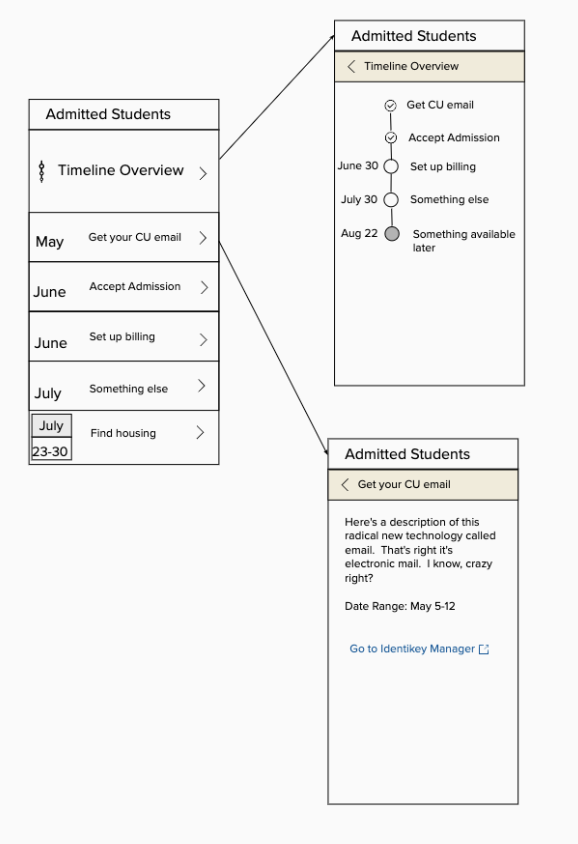 Admitted Students
Timeline Overview
May
Get your CU email
June
Accept Admission
June
Set up billing
July
Something else
July
23-30
Find housing
Admitted Students
Timeline Overview
Get CU email
Accept Admission
June 30
Set up billing
July 30
Something else
Aug 22
Something available
later
Admitted Students
Get your CU email
Here's a description of this
radical new technology called
email.  That's right it's
electronic mail.  I know, crazy
right?
Date Range: May 5-12
Go to Identikey Manager